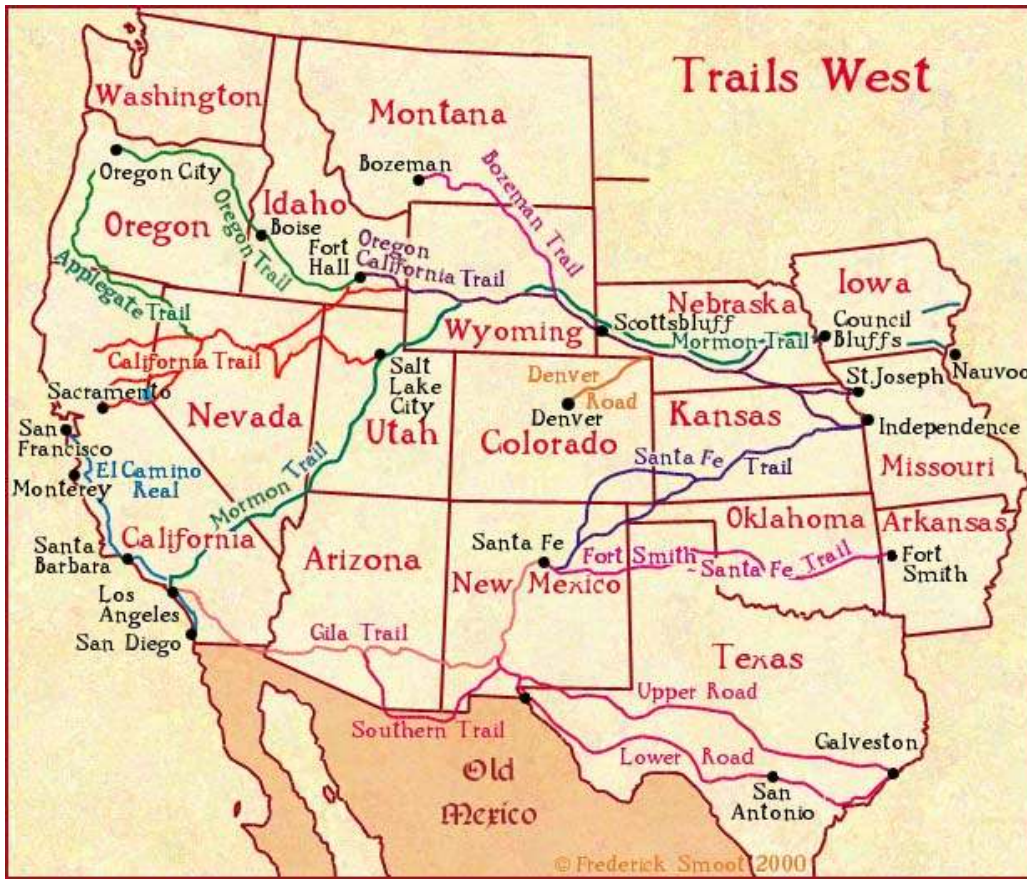 Trails West
Washington
Montana
Oregon City
Bozeman
Bozeman Trail
Oregon
Idaho
Boise
Oregon Trail
Fort
Hall
Oregon
California Trail
Applegate Trail
Iowa
Nebraska
Wyoming
Scottsbluff
Mormon Trail
Council
Bluffs
Nauvoo
California Trail
Salt
Lake
City
Denver
Road
Denver
St. Joseph
Sacramento
Nevada
Utah
Colorado
Kansas
Independence
San
Francisco
El Camino
Real
Monterey
Mormon Trail
Santa Fe
Trail
Missouri
California
Santa
Barbara
Arizona
Santa Fe
New
Mexico
Oklahoma
Arkansas
Fort Smith
~Santa Fe Trail
Fort
Smith
Los
Angeles
San Diego
Gila Trail
Texas
Upper Road
Southern Trail
Lower Road
Galveston
San
Antonio
Old
Mexico
© Frederick Smoot 2000